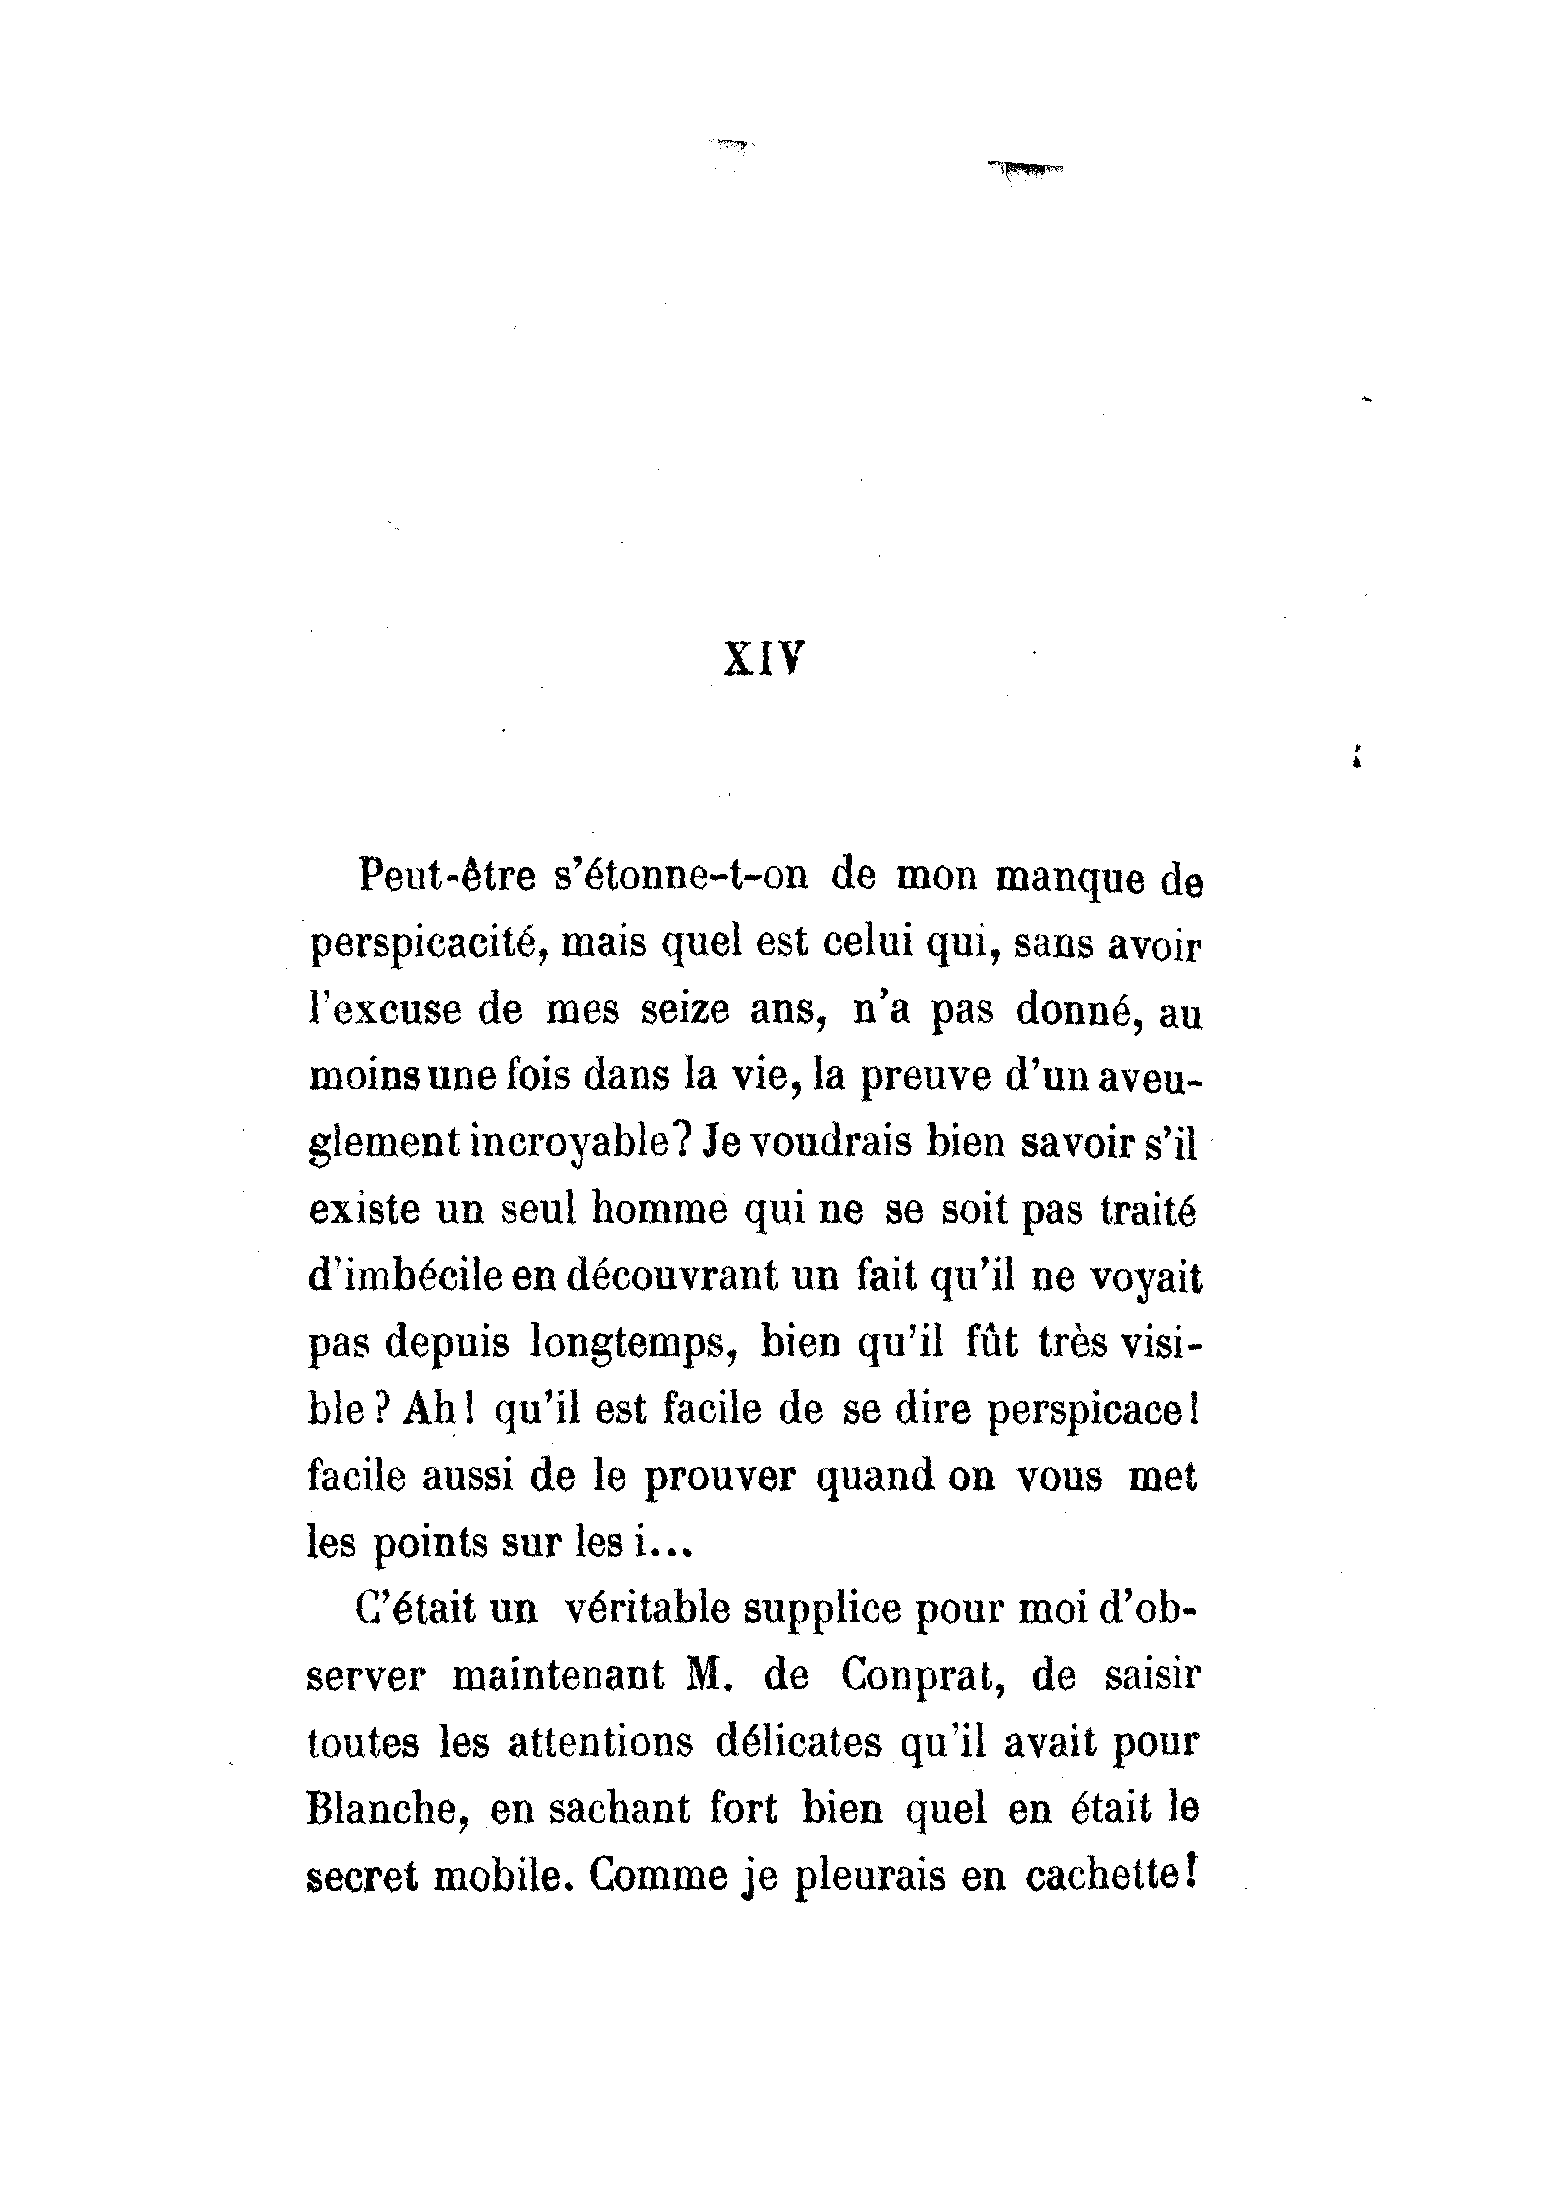 XIV
Peut-être s'étonne-t-on de mon manque de
perspicacité, mais quel est celui qui, sans avoir
l'excuse de mes seize ans, n'a pas donné, au
moins une fois dans la vie, la preuve d'un aveu-
glement incroyable? Je voudrais bien savoir s'il
existe un seul homme qui ne se soit pas traité
d'imbécile en découvrant un fait qu'il ne voyait
pas depuis longtemps, bien qu'il fût très visi-
ble ? Ah! qu'il est facile de se dire perspicace!
facile aussi de le prouver quand on vous met
les points sur les i...
C'était un véritable supplice pour moi d'ob-
server maintenant M. de Conprat, de saisir
toutes les attentions délicates qu'il avait pour
Blanche, en sachant fort bien quel en était le
secret mobile. Comme je pleurais en cachette!